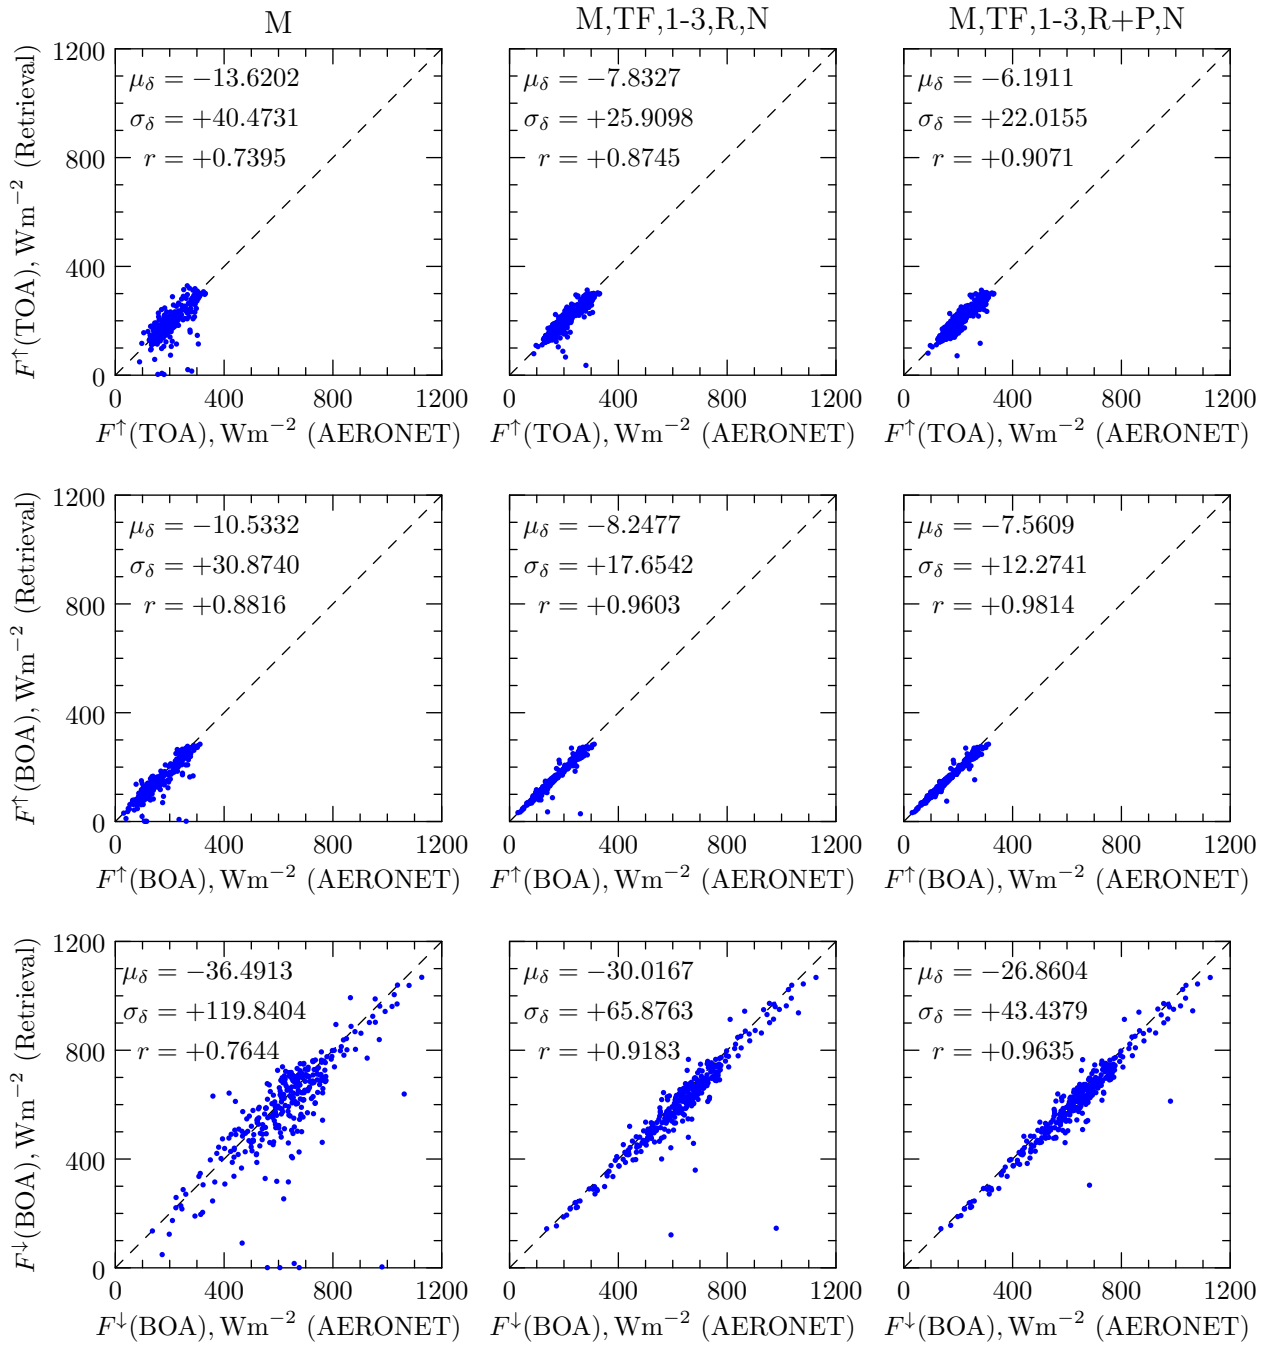 M
M,TF,1-3,R,N
M,TF,1-3,R+P,N
F↑(TOA), Wm⁻² (Retrieval)
1200
800
400
0
μδ = −13.6202
σδ = +40.4731
r = +0.7395
0 400 800 1200
F↑(TOA), Wm⁻² (AERONET)
μδ = −7.8327
σδ = +25.9098
r = +0.8745
0 400 800 1200
F↑(TOA), Wm⁻² (AERONET)
μδ = −6.1911
σδ = +22.0155
r = +0.9071
0 400 800 1200
F↑(TOA), Wm⁻² (AERONET)
F↑(BOA), Wm⁻² (Retrieval)
1200
800
400
0
μδ = −10.5332
σδ = +30.8740
r = +0.8816
0 400 800 1200
F↑(BOA), Wm⁻² (AERONET)
μδ = −8.2477
σδ = +17.6542
r = +0.9603
0 400 800 1200
F↑(BOA), Wm⁻² (AERONET)
μδ = −7.5609
σδ = +12.2741
r = +0.9814
0 400 800 1200
F↑(BOA), Wm⁻² (AERONET)
F↓(BOA), Wm⁻² (Retrieval)
1200
800
400
0
μδ = −36.4913
σδ = +119.8404
r = +0.7644
0 400 800 1200
F↓(BOA), Wm⁻² (AERONET)
μδ = −30.0167
σδ = +65.8763
r = +0.9183
0 400 800 1200
F↓(BOA), Wm⁻² (AERONET)
μδ = −26.8604
σδ = +43.4379
r = +0.9635
0 400 800 1200
F↓(BOA), Wm⁻² (AERONET)